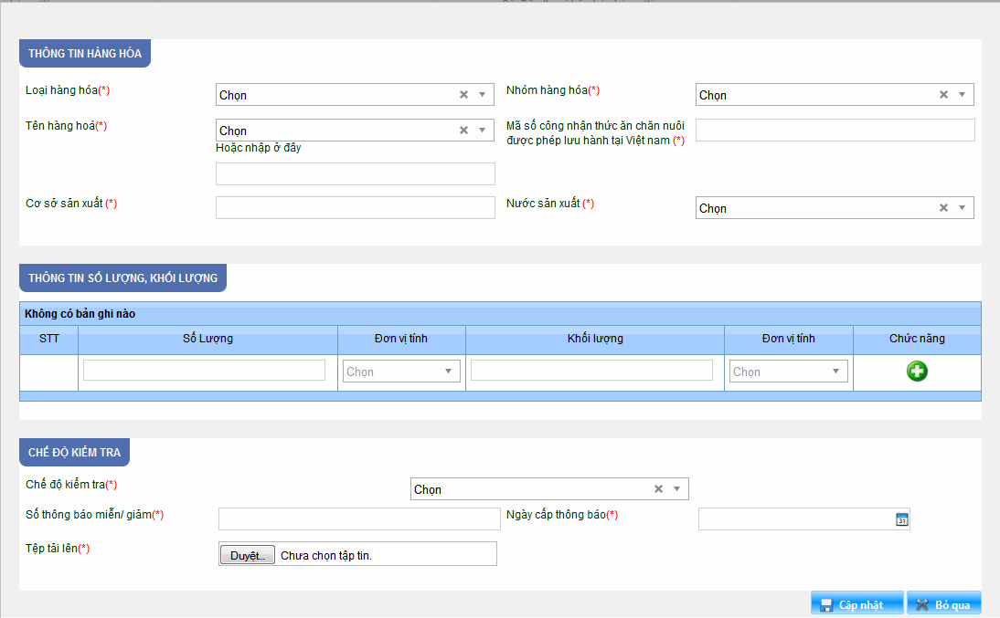 THÔNG TIN HÀNG HÓA
Loại hàng hóa(*)
Chọn
Nhóm hàng hóa(*)
Chọn
Tên hàng hoá(*)
Chọn
Hoặc nhập ở đây
Mã số công nhận thức ăn chăn nuôi
được phép lưu hành tại Việt nam (*)
Cơ sở sản xuất (*)
Nước sản xuất (*)
Chọn
THÔNG TIN SỐ LƯỢNG, KHỐI LƯỢNG
Không có bản ghi nào
STT
Số Lượng
Đơn vị tính
Khối lượng
Đơn vị tính
Chức năng
Chọn
Chọn
CHẾ ĐỘ KIỂM TRA
Chế độ kiểm tra(*)
Chọn
Số thông báo miễn/ giảm(*)
Ngày cấp thông báo(*)
31
Tệp tải lên(*)
Duyệt... Chưa chọn tập tin.
Cập nhật
Bỏ qua